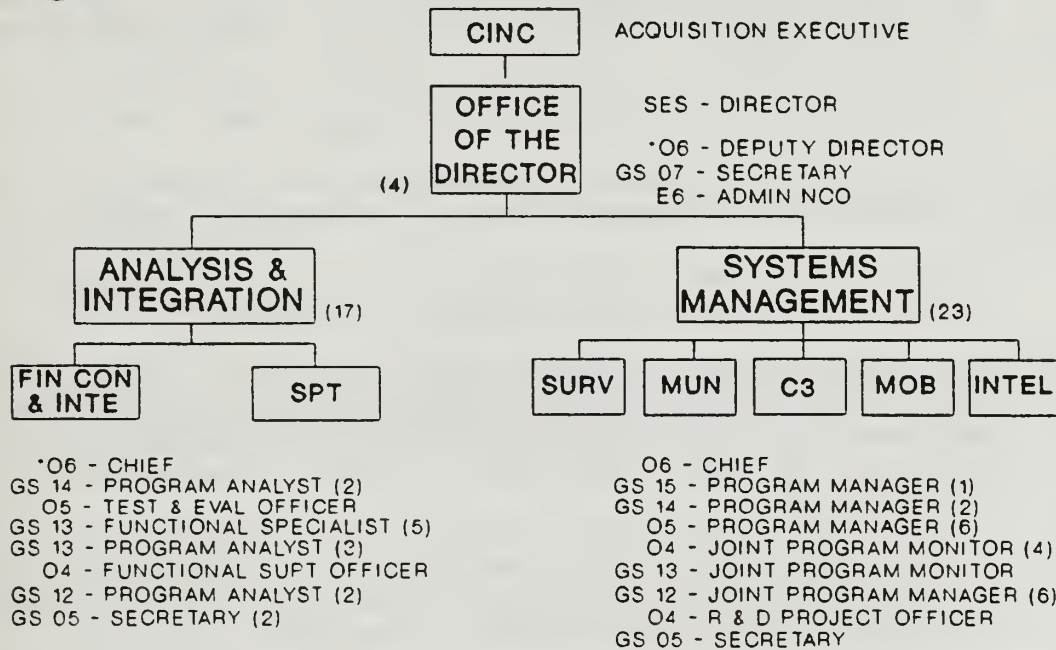 CINC
ACQUISITION EXECUTIVE
OFFICE
OF THE
DIRECTOR
(4)
SES - DIRECTOR
*O6 - DEPUTY DIRECTOR
GS 07 - SECRETARY
E6 - ADMIN NCO
ANALYSIS &
INTEGRATION
(17)
SYSTEMS
MANAGEMENT
(23)
FIN CON
& INTE
SPT
SURV
MUN
C3
MOB
INTEL
*O6 - CHIEF
GS 14 - PROGRAM ANALYST (2)
O5 - TEST & EVAL OFFICER
GS 13 - FUNCTIONAL SPECIALIST (5)
GS 13 - PROGRAM ANALYST (3)
O4 - FUNCTIONAL SUPT OFFICER
GS 12 - PROGRAM ANALYST (2)
GS 05 - SECRETARY (2)
O6 - CHIEF
GS 15 - PROGRAM MANAGER (1)
GS 14 - PROGRAM MANAGER (2)
O5 - PROGRAM MANAGER (6)
O4 - JOINT PROGRAM MONITOR (4)
GS 13 - JOINT PROGRAM MONITOR
GS 12 - JOINT PROGRAM MANAGER (6)
O4 - R & D PROJECT OFFICER
GS 05 - SECRETARY